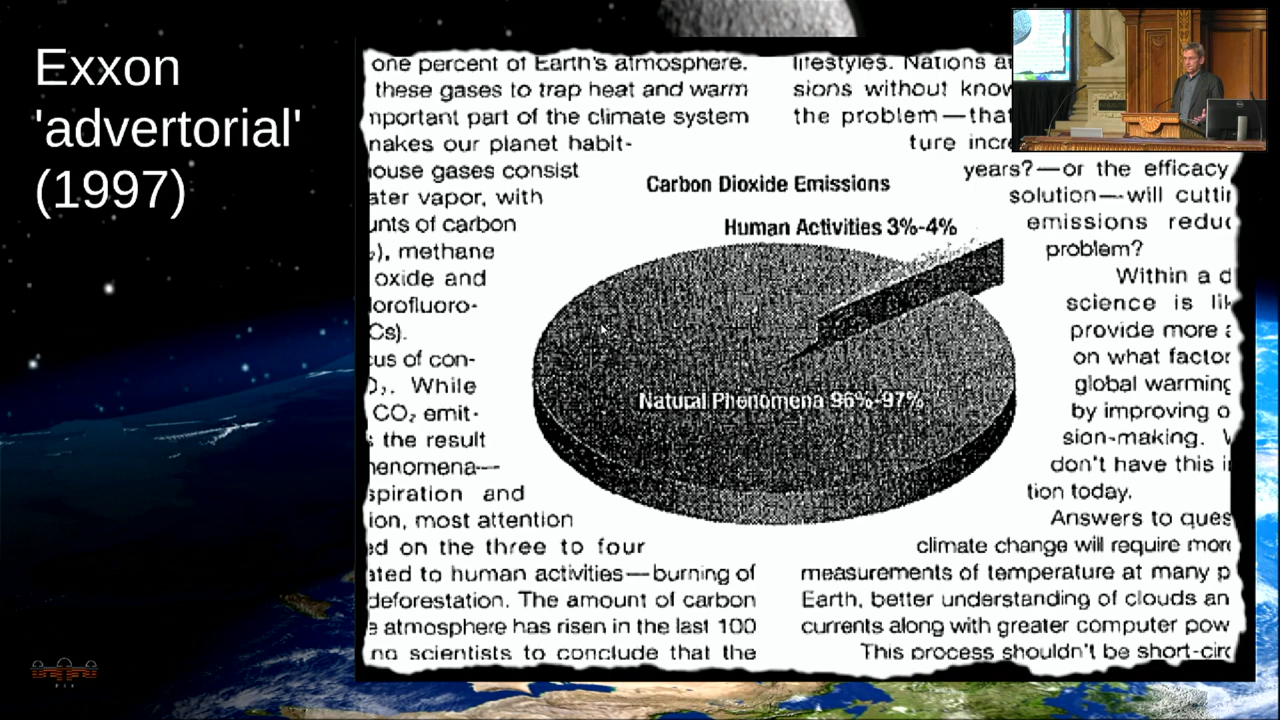 Exxon
'advertorial'
(1997)
one percent of Earth's atmosphere.
these gases to trap heat and warm
mportant part of the climate system
nakes our planet habit-
ouse gases consist
ater vapor, with
unts of carbon
), methane
oxide and
lorofluoro-
Cs).
cus of con-
While
CO₂ emit-
s the result
henomena—
spiration and
ion, most attention
ed on the three to four
ated to human activities—burning of
deforestation. The amount of carbon
e atmosphere has risen in the last 100
scientists to conclude that the
Carbon Dioxide Emissions
Human Activities 3%-4%
Natural Phenomena 96%-97%
lifestyles. Nations
sions without know
the problem—that
ture incre
years?—or the efficacy
solution—will cuttin
emissions reduc
problem?
Within a d
science is lik
provide more a
on what factor
global warming
by improving o
sion-making.
don't have this i
tion today.
Answers to ques
climate change will require more
measurements of temperature at many p
Earth, better understanding of clouds an
currents along with greater computer pow
This process shouldn't be short-circ